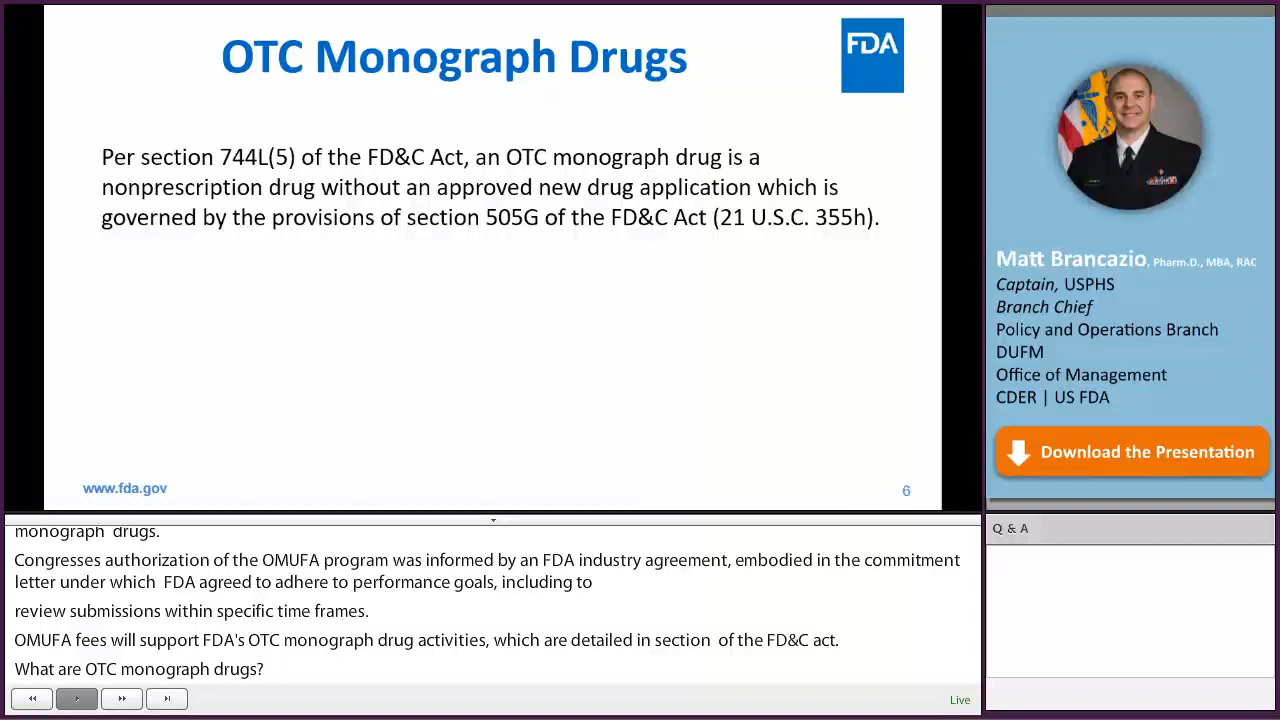 OTC Monograph Drugs
FDA
Per section 744L(5) of the FD&C Act, an OTC monograph drug is a
nonprescription drug without an approved new drug application which is
governed by the provisions of section 505G of the FD&C Act (21 U.S.C. 355h).
www.fda.gov
6
Matt Brancazio, Pharm.D., MBA, RAC
Captain, USPHS
Branch Chief
Policy and Operations Branch
DUFM
Office of Management
CDER | US FDA
Download the Presentation
monograph drugs.
Congresses authorization of the OMUFA program was informed by an FDA industry agreement, embodied in the commitment
letter under which FDA agreed to adhere to performance goals, including to
review submissions within specific time frames.
OMUFA fees will support FDA's OTC monograph drug activities, which are detailed in section of the FD&C act.
What are OTC monograph drugs?
Live
Q & A